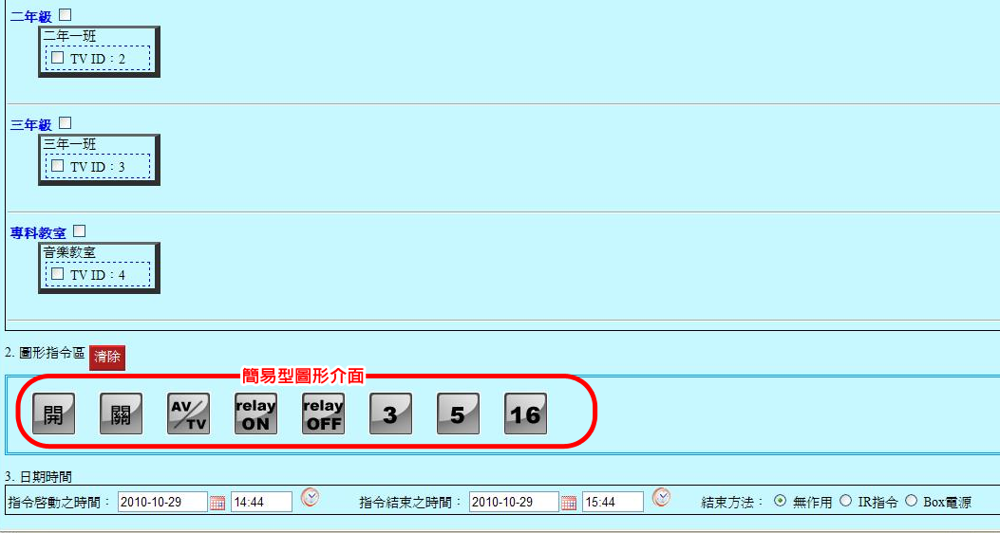 二年級
二年一班
TV ID：2
三年級
三年一班
TV ID：3
專科教室
音樂教室
TV ID：4
2. 圖形指令區 清除
簡易型圖形介面
開 關 AV/TV relay ON relay OFF 3 5 16
3. 日期時間
指令啓動之時間： 2010-10-29 14:44 指令結束之時間： 2010-10-29 15:44 結束方法： 無作用 IR指令 Box電源